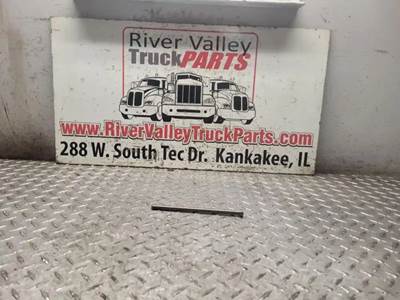 River Valley
TruckPARTS
www.RiverValleyTruckParts.com
288 W. South Tec Dr. Kankakee, IL